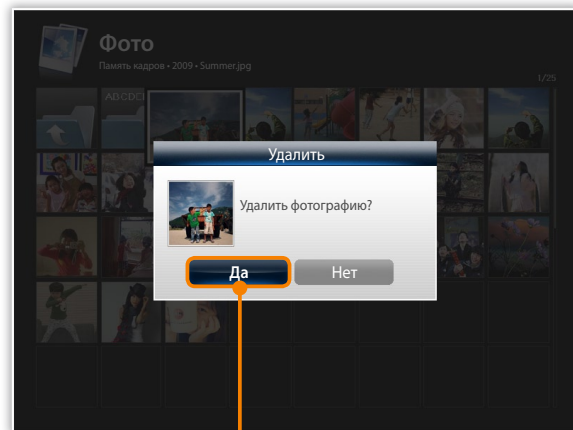 Фото
Память кадров • 2009 • Summer.jpg
1/25
ABCDE
Удалить
Удалить фотографию?
Да
Нет